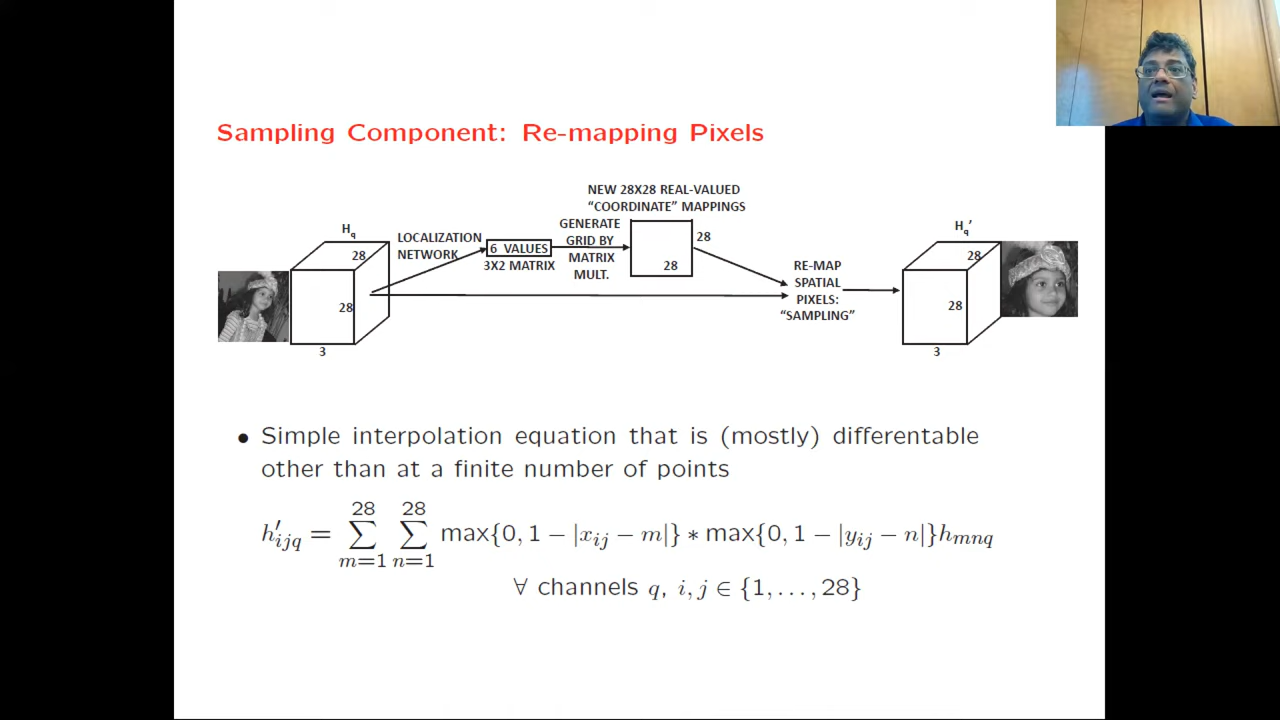 Sampling Component: Re-mapping Pixels
NEW 28X28 REAL-VALUED
“COORDINATE” MAPPINGS
H_q
28
28
3
LOCALIZATION
NETWORK
6 VALUES
3X2 MATRIX
GENERATE
GRID BY
MATRIX
MULT.
28
28
RE-MAP
SPATIAL
PIXELS:
“SAMPLING”
H_q’
28
28
3
• Simple interpolation equation that is (mostly) differentable
other than at a finite number of points
h′_{ijq} = ∑_{m=1}^{28} ∑_{n=1}^{28} max{0, 1 − |x_{ij} − m|} ∗ max{0, 1 − |y_{ij} − n|}h_{mnq}
∀ channels q, i, j ∈ {1, . . . , 28}